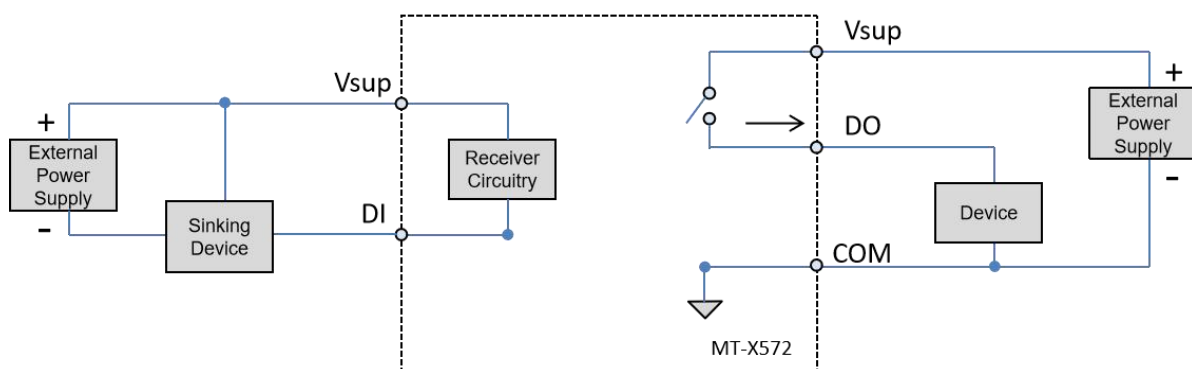 Vsup
+
External
Power
Supply
-
Sinking
Device
DI
Receiver
Circuitry
Vsup
DO
Device
COM
+
External
Power
Supply
-
MT-X572